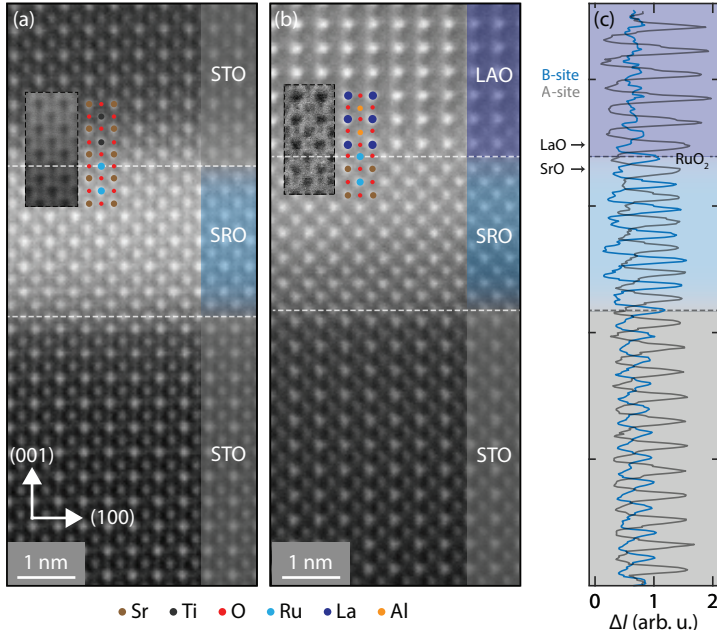 (a)
STO
SRO
STO
(001)
(100)
1 nm
(b)
LAO
SRO
STO
1 nm
(c)
B-site
A-site
LaO →
SrO →
RuO₂
0 1 2
ΔI (arb. u.)
Sr Ti O Ru La Al